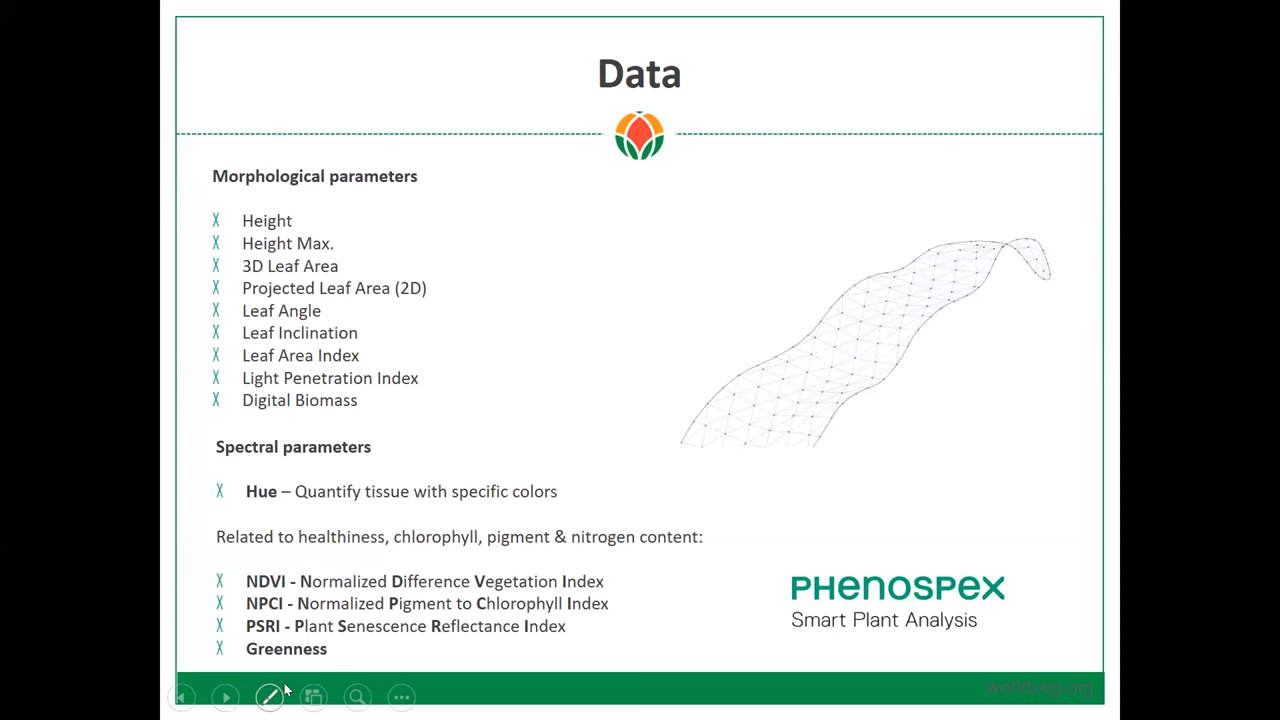 Data
Morphological parameters
Height
Height Max.
3D Leaf Area
Projected Leaf Area (2D)
Leaf Angle
Leaf Inclination
Leaf Area Index
Light Penetration Index
Digital Biomass
Spectral parameters
Hue – Quantify tissue with specific colors
Related to healthiness, chlorophyll, pigment & nitrogen content:
NDVI - Normalized Difference Vegetation Index
NPCI - Normalized Pigment to Chlorophyll Index
PSRI - Plant Senescence Reflectance Index
Greenness
PHENOSPEX
Smart Plant Analysis
worldveg.org